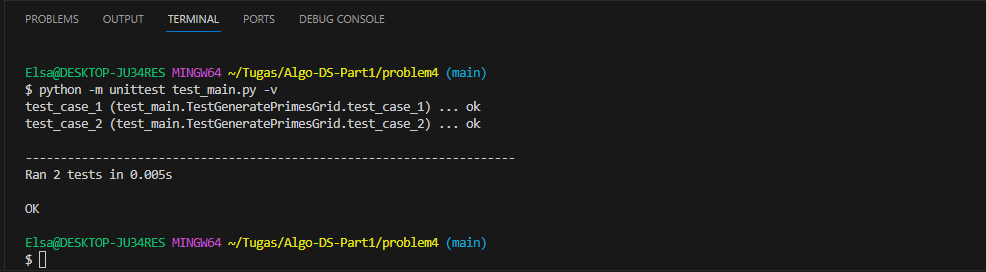 PROBLEMS OUTPUT TERMINAL PORTS DEBUG CONSOLE
Elsa@DESKTOP-JU34RES MINGW64 ~/Tugas/Algo-DS-Part1/problem4 (main)
$ python -m unittest test_main.py -v
test_case_1 (test_main.TestGeneratePrimesGrid.test_case_1) ... ok
test_case_2 (test_main.TestGeneratePrimesGrid.test_case_2) ... ok
----------------------------------------------------------------------
Ran 2 tests in 0.005s
OK
Elsa@DESKTOP-JU34RES MINGW64 ~/Tugas/Algo-DS-Part1/problem4 (main)
$